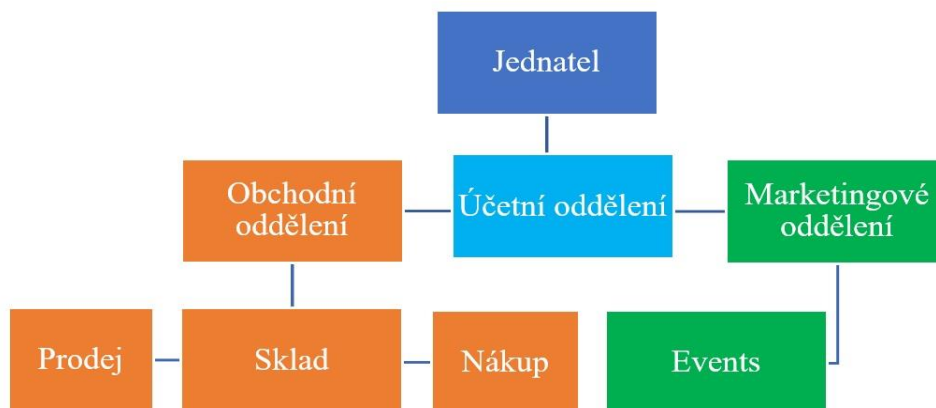 Jednatel
Obchodní
oddělení
Účetní oddělení
Marketingové
oddělení
Prodej
Sklad
Nákup
Events